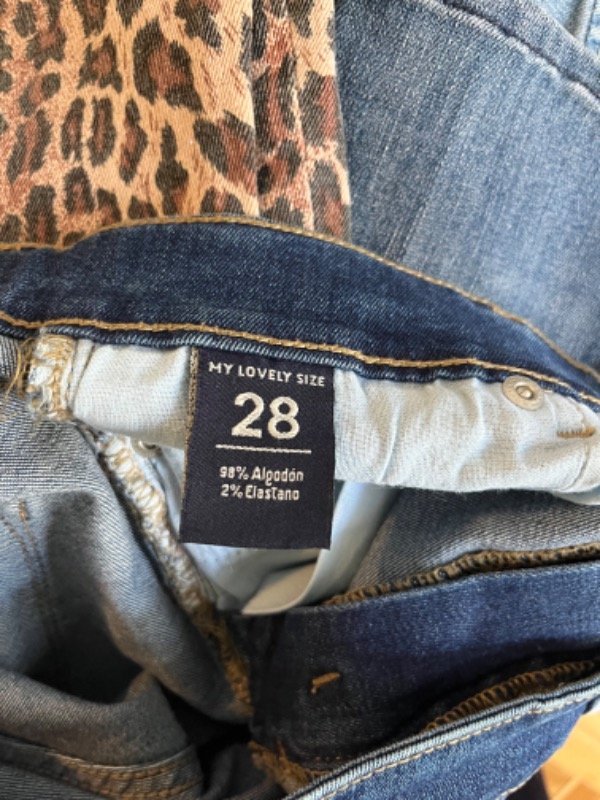 MY LOVELY SIZE
28
98% Algodón
2% Elastano